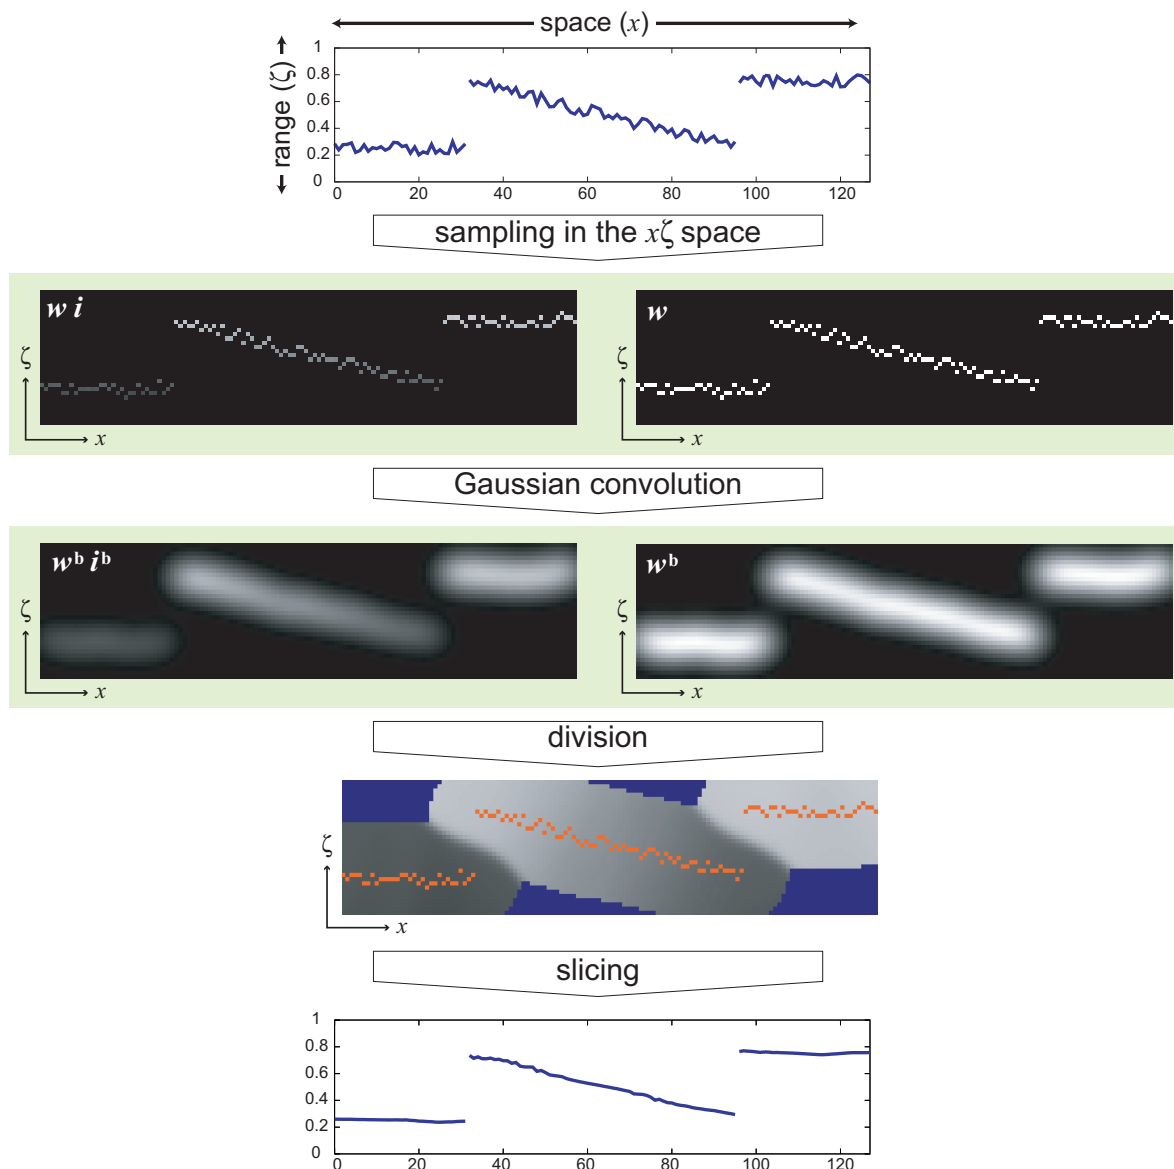 space (x)
range (ζ)
1
0.8
0.6
0.4
0.2
0
0 20 40 60 80 100 120
sampling in the xζ space
w i
w
ζ
x
ζ
x
Gaussian convolution
wᵇ iᵇ
wᵇ
ζ
x
ζ
x
division
ζ
x
slicing
1
0.8
0.6
0.4
0.2
0
0 20 40 60 80 100 120